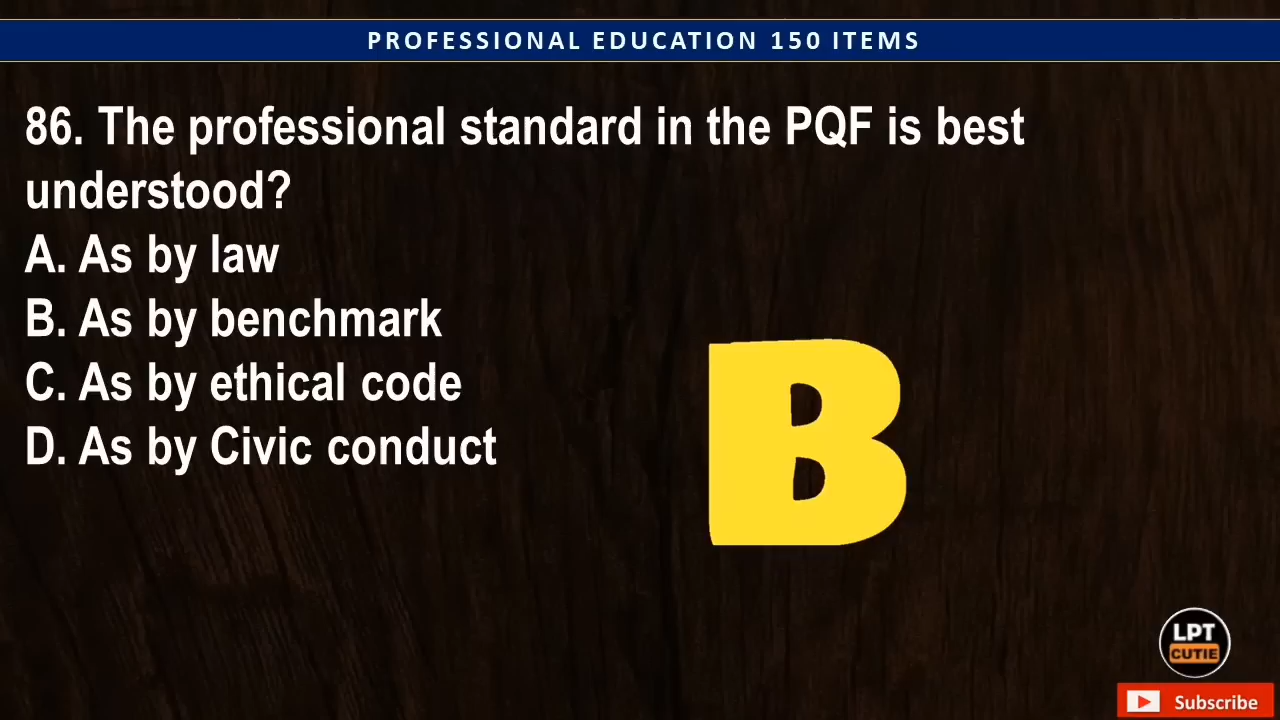 PROFESSIONAL EDUCATION 150 ITEMS
86. The professional standard in the PQF is best
understood?
A. As by law
B. As by benchmark
C. As by ethical code
D. As by Civic conduct
B
LPT
CUTIE
Subscribe